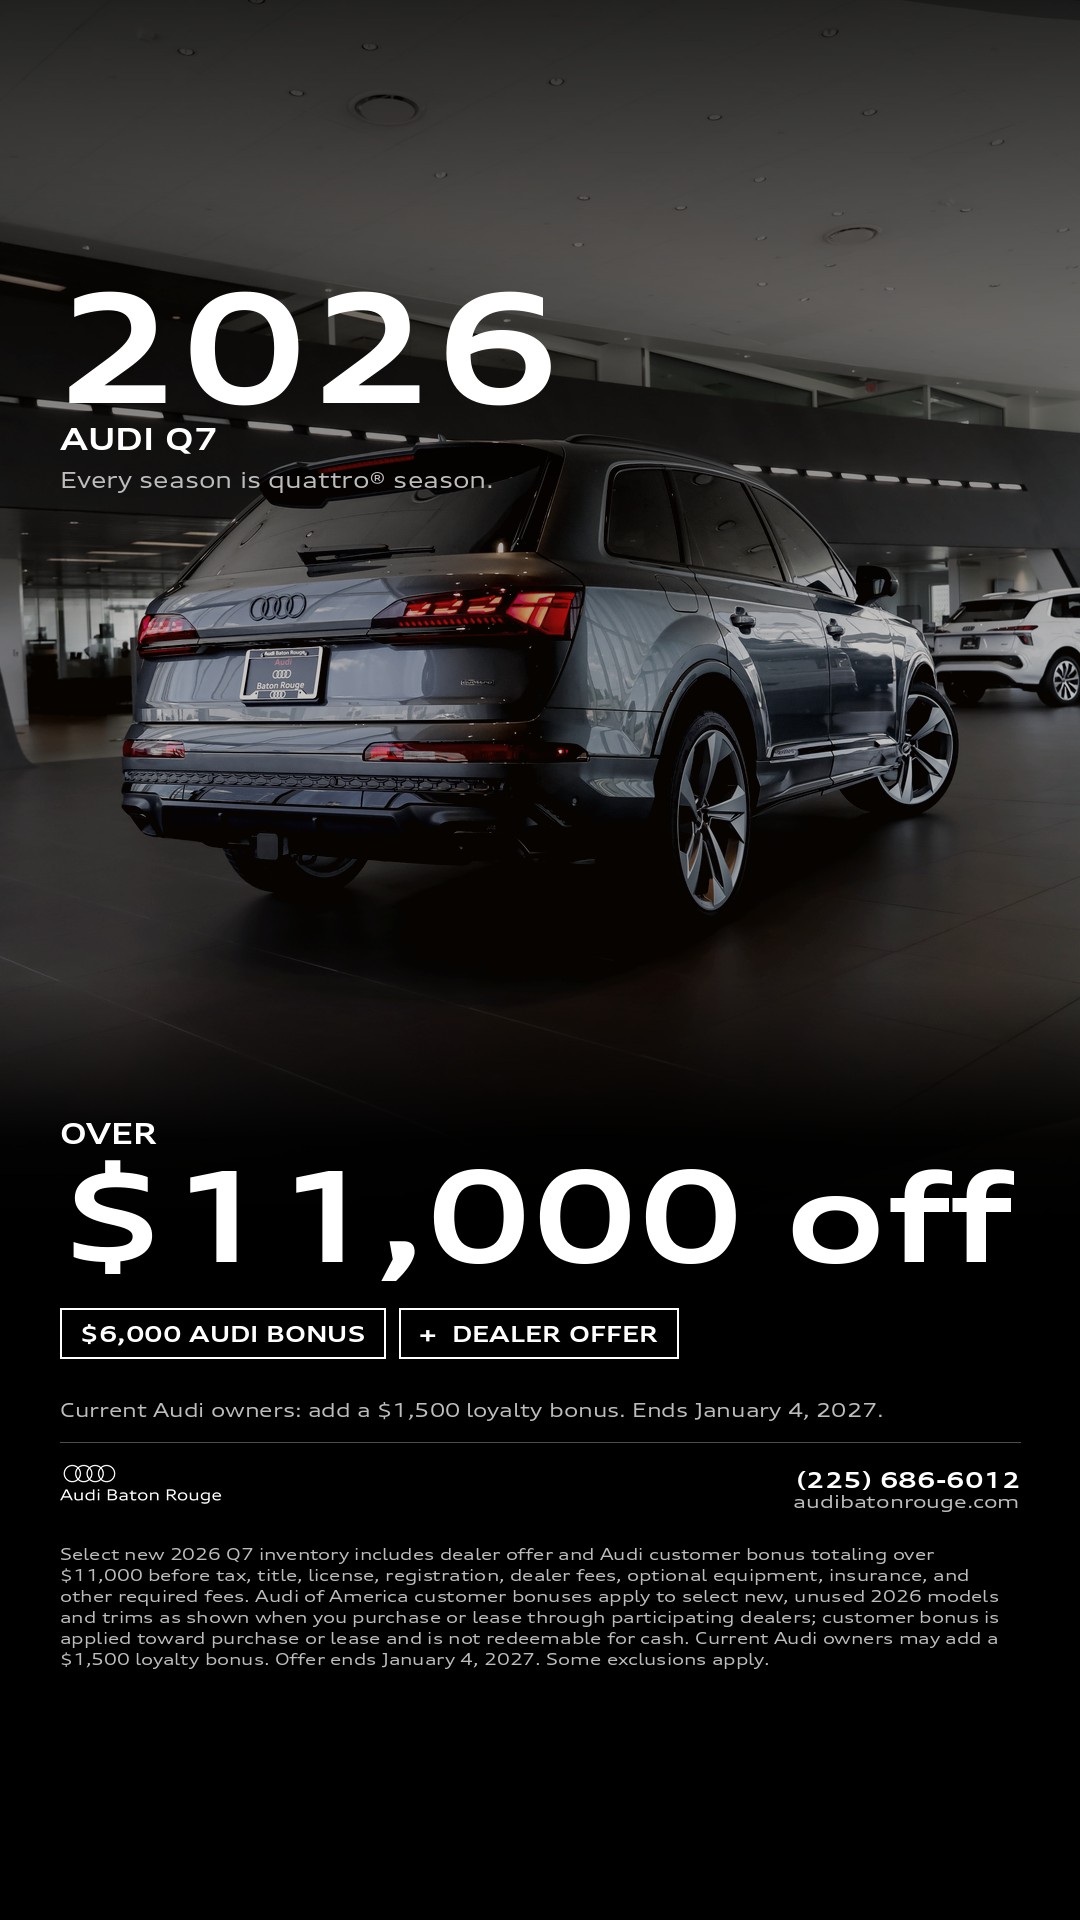 2026
AUDI Q7
Every season is quattro® season.
Audi Baton Rouge
Audi
Baton Rouge
OVER
$11,000 off
$6,000 AUDI BONUS
+ DEALER OFFER
Current Audi owners: add a $1,500 loyalty bonus. Ends January 4, 2027.
Audi Baton Rouge
(225) 686-6012
audibatonrouge.com
Select new 2026 Q7 inventory includes dealer offer and Audi customer bonus totaling over
$11,000 before tax, title, license, registration, dealer fees, optional equipment, insurance, and
other required fees. Audi of America customer bonuses apply to select new, unused 2026 models
and trims as shown when you purchase or lease through participating dealers; customer bonus is
applied toward purchase or lease and is not redeemable for cash. Current Audi owners may add a
$1,500 loyalty bonus. Offer ends January 4, 2027. Some exclusions apply.